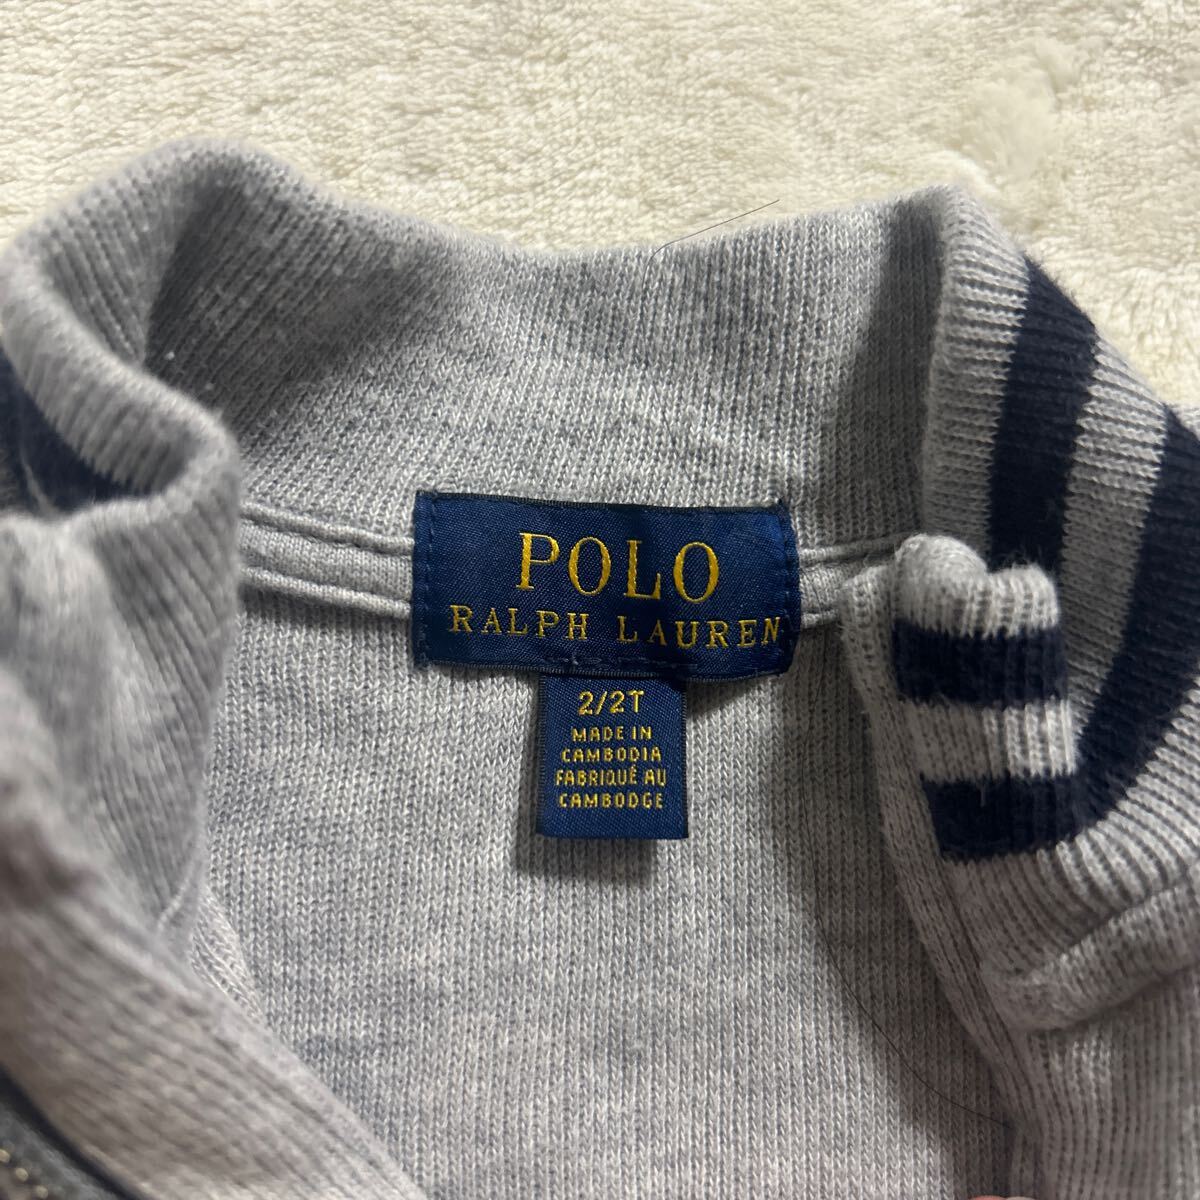 POLO
RALPH LAUREN
2/2T
MADE IN
CAMBODIA
FABRIQUÉ AU
CAMBODGE